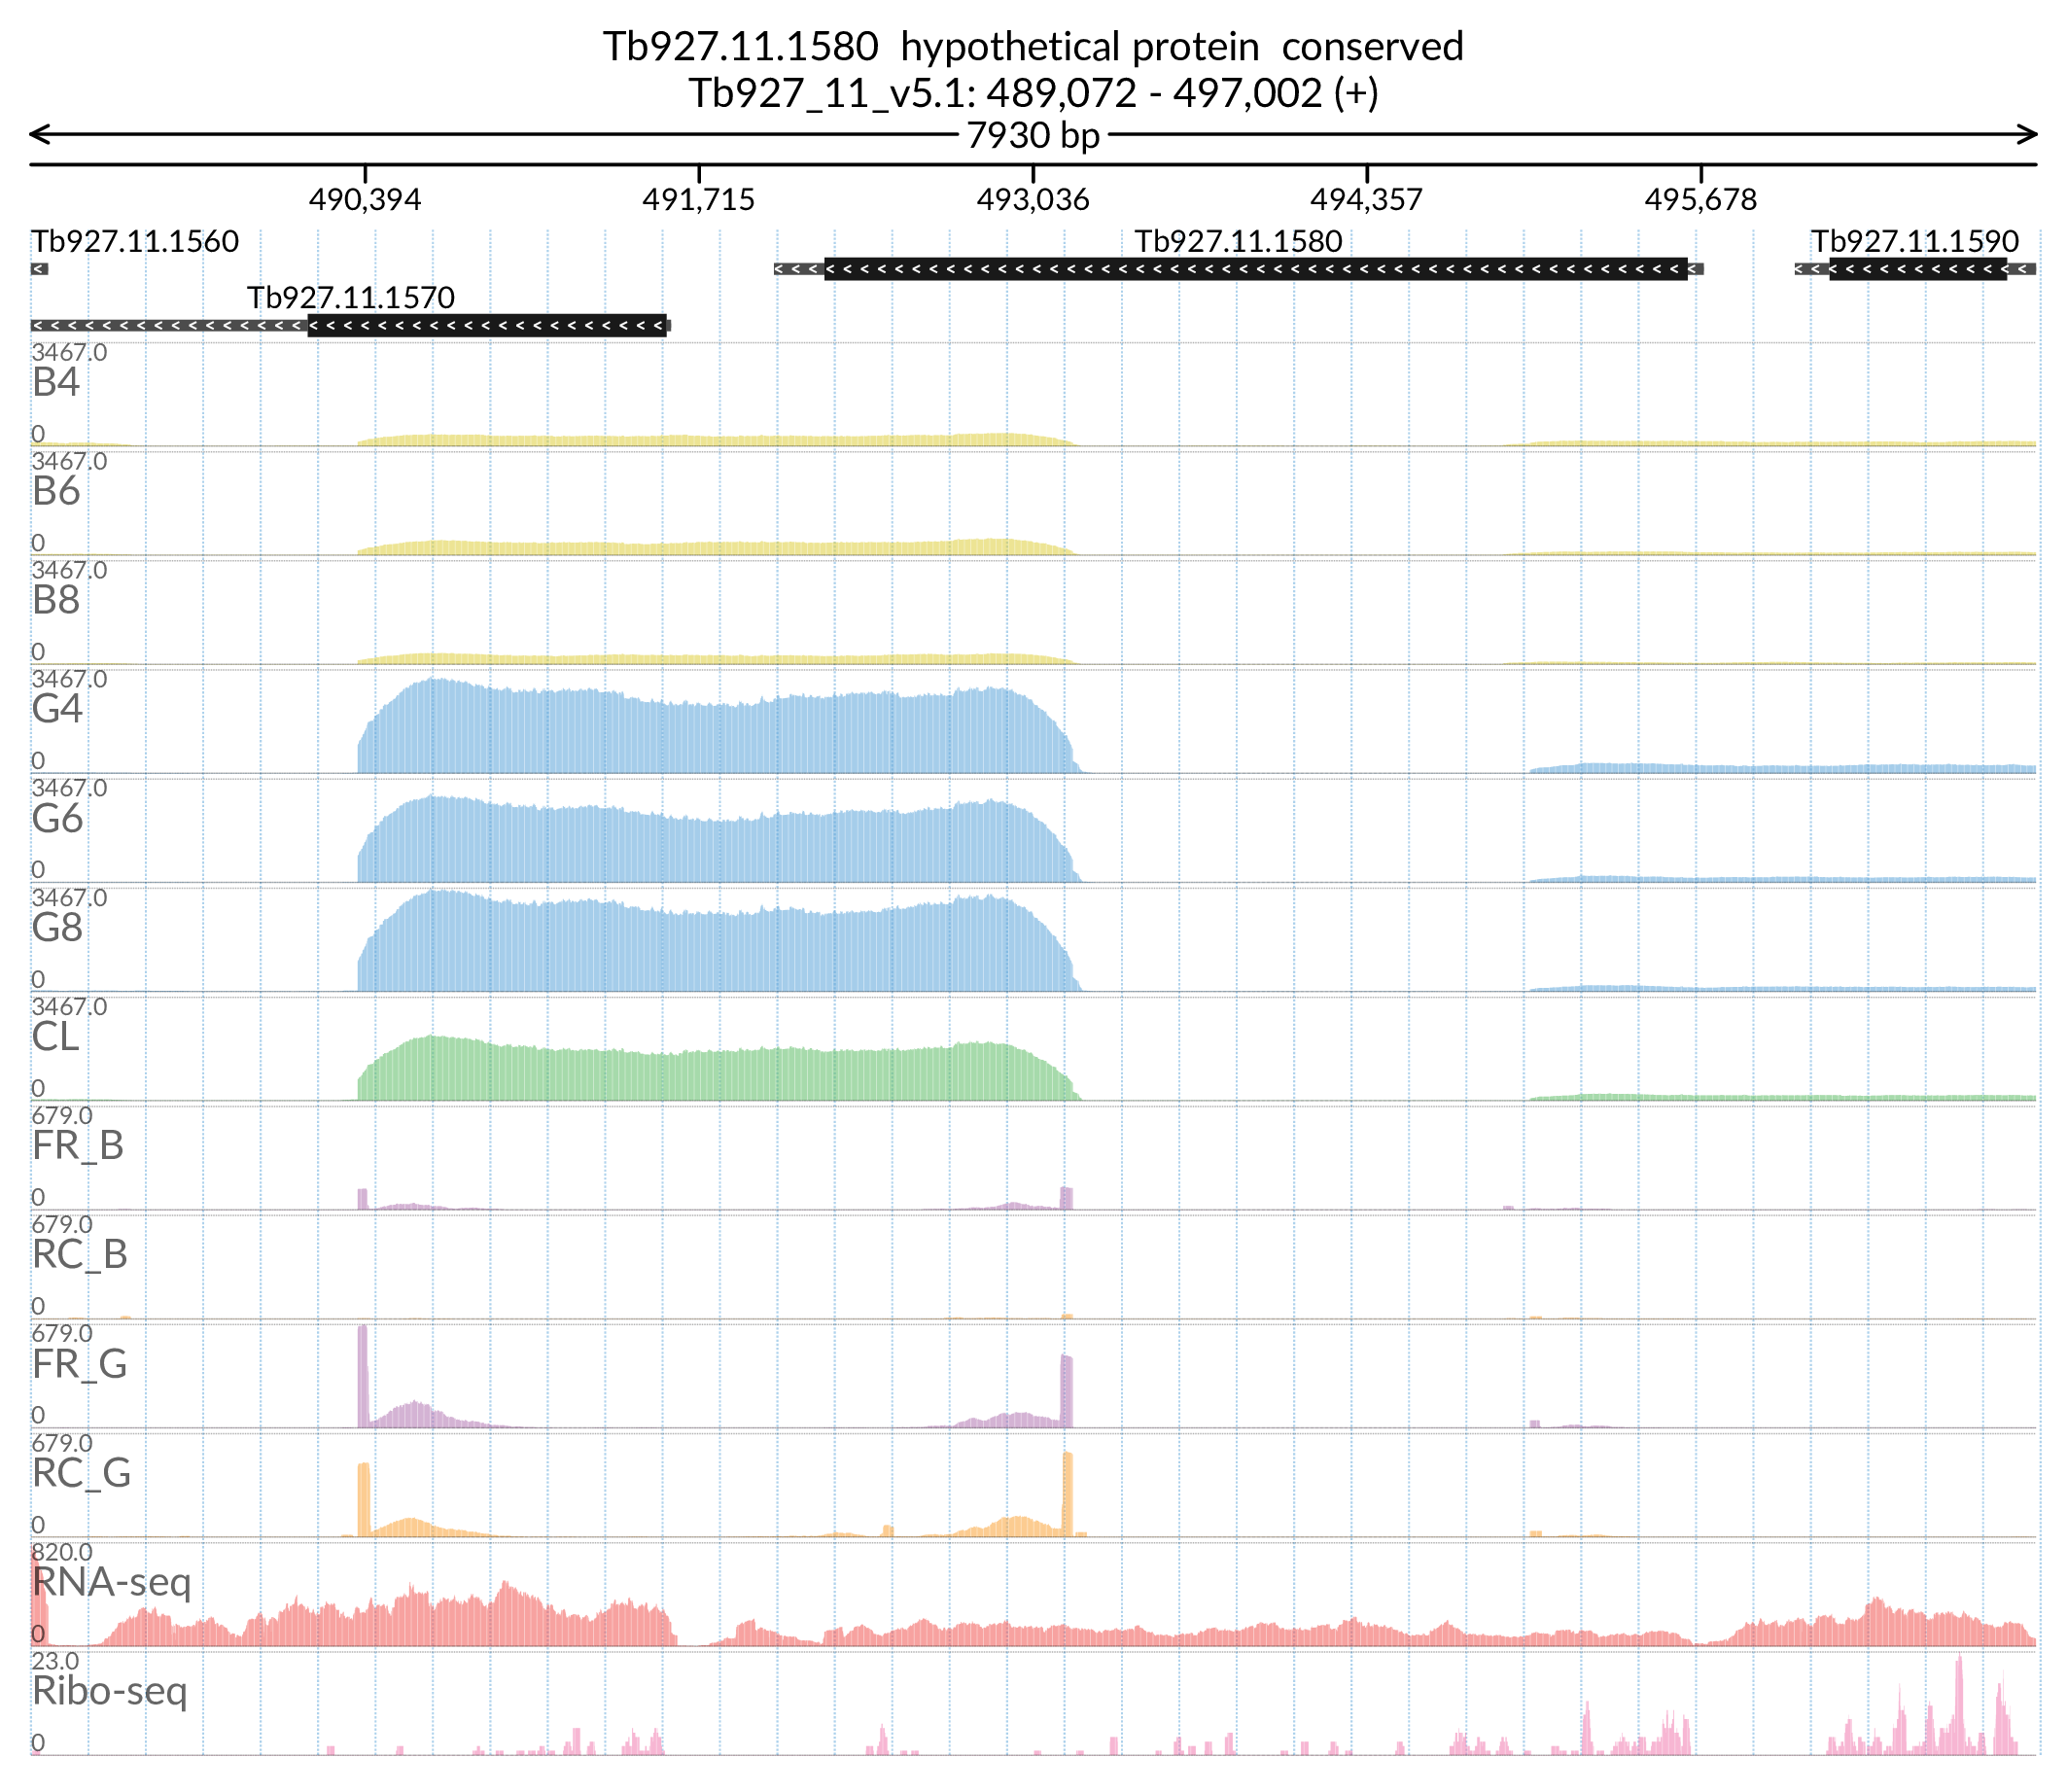 Tb927.11.1580  hypothetical protein  conserved
Tb927_11_v5.1: 489,072 - 497,002 (+)
7930 bp
490,394 491,715 493,036 494,357 495,678
Tb927.11.1560 Tb927.11.1580 Tb927.11.1590
Tb927.11.1570
3467.0
B4
0
3467.0
B6
0
3467.0
B8
0
3467.0
G4
0
3467.0
G6
0
3467.0
G8
0
3467.0
CL
0
679.0
FR_B
0
679.0
RC_B
0
679.0
FR_G
0
679.0
RC_G
0
820.0
RNA-seq
0
23.0
Ribo-seq
0